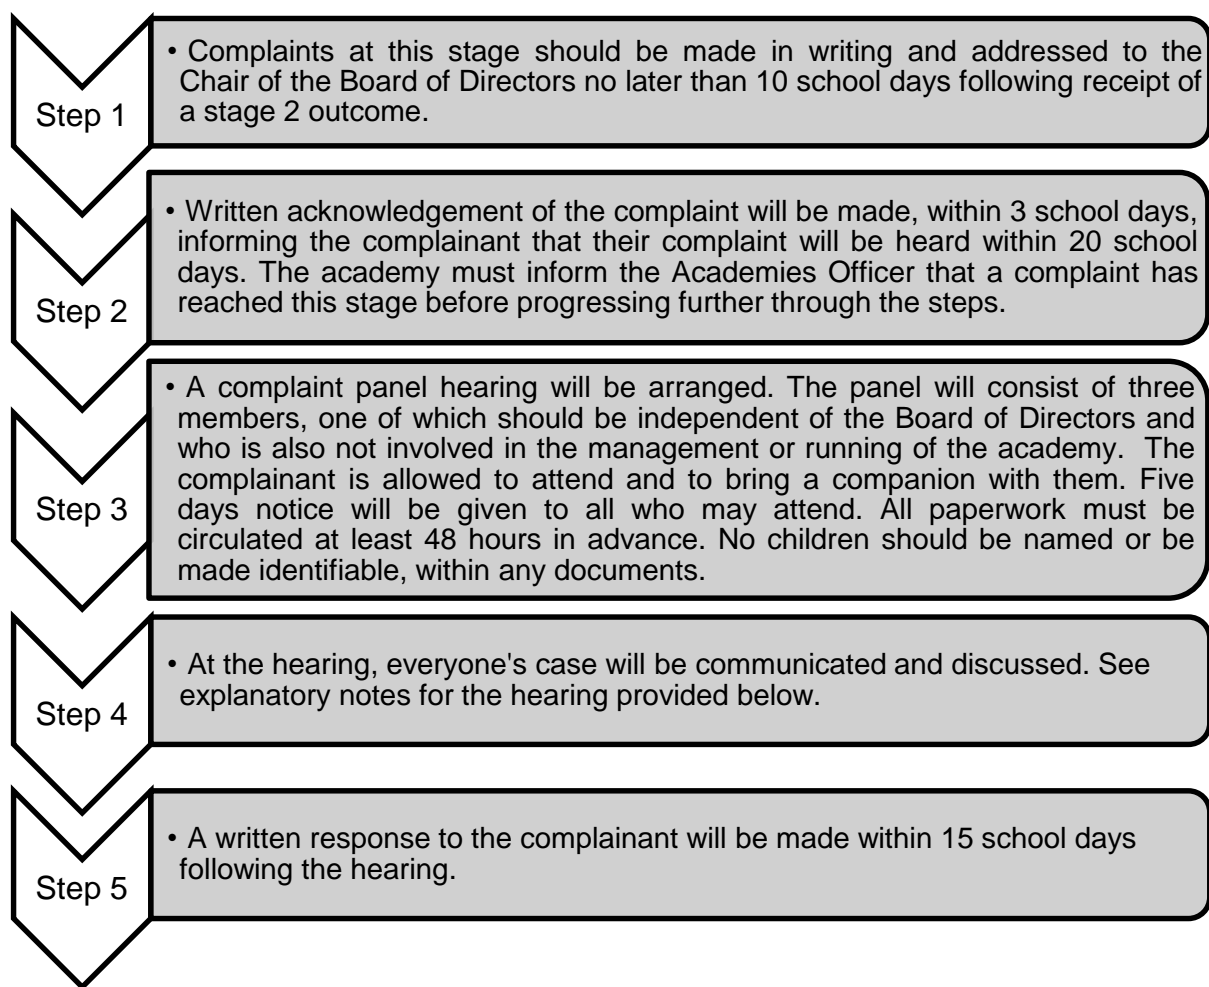 Step 1
• Complaints at this stage should be made in writing and addressed to the
Chair of the Board of Directors no later than 10 school days following receipt of
a stage 2 outcome.
Step 2
• Written acknowledgement of the complaint will be made, within 3 school days,
informing the complainant that their complaint will be heard within 20 school
days. The academy must inform the Academies Officer that a complaint has
reached this stage before progressing further through the steps.
Step 3
• A complaint panel hearing will be arranged. The panel will consist of three
members, one of which should be independent of the Board of Directors and
who is also not involved in the management or running of the academy. The
complainant is allowed to attend and to bring a companion with them. Five
days notice will be given to all who may attend. All paperwork must be
circulated at least 48 hours in advance. No children should be named or be
made identifiable, within any documents.
Step 4
• At the hearing, everyone's case will be communicated and discussed. See
explanatory notes for the hearing provided below.
Step 5
• A written response to the complainant will be made within 15 school days
following the hearing.